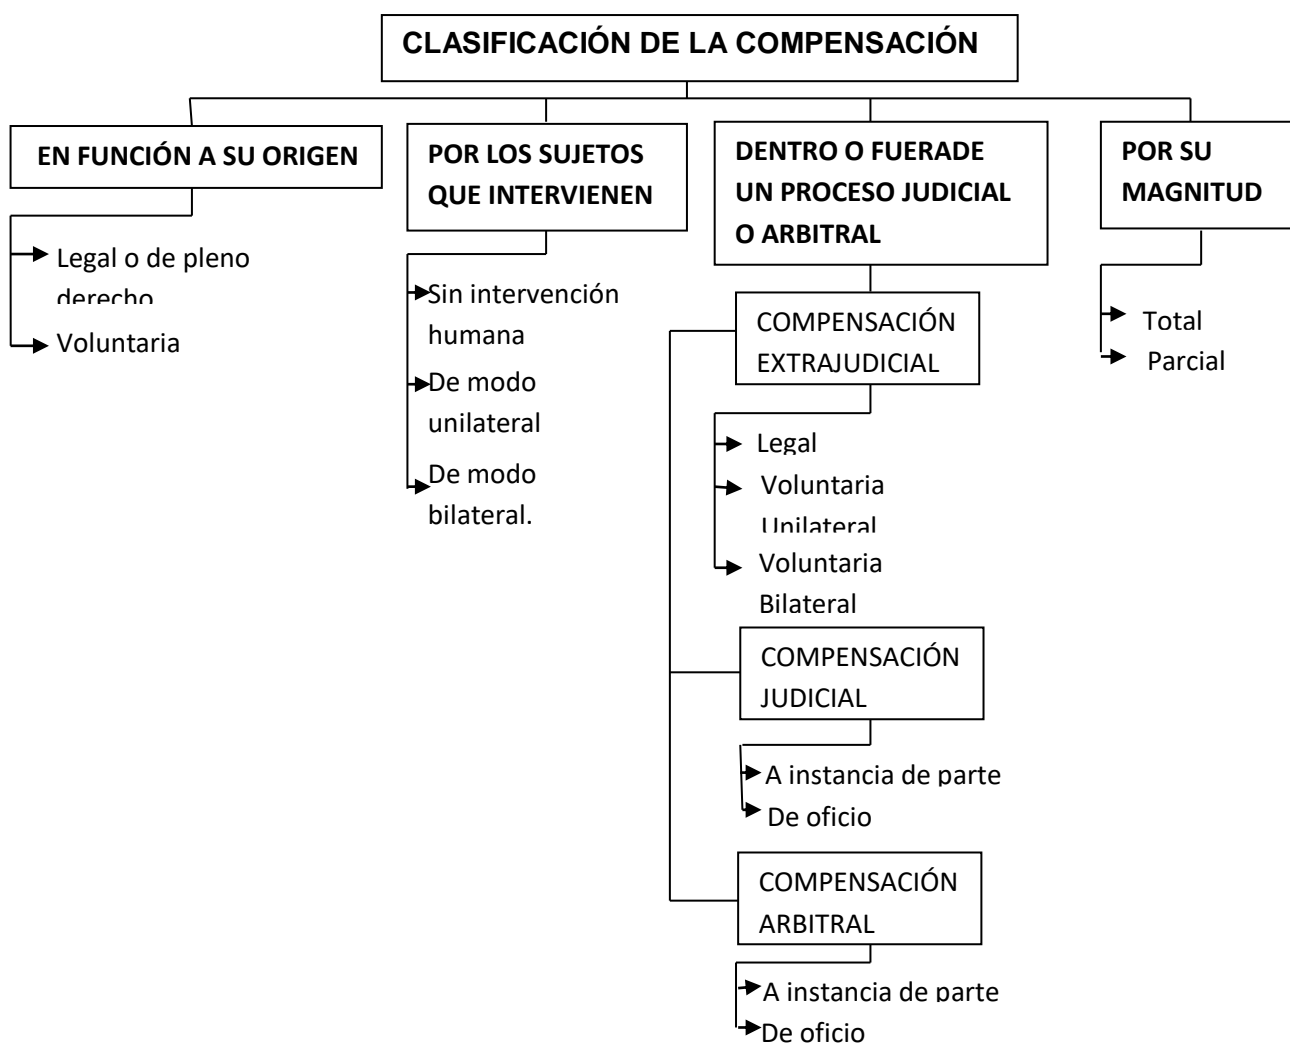 CLASIFICACIÓN DE LA COMPENSACIÓN
EN FUNCIÓN A SU ORIGEN
Legal o de pleno
derecho
Voluntaria
POR LOS SUJETOS
QUE INTERVIENEN
Sin intervención
humana
De modo
unilateral
De modo
bilateral.
DENTRO O FUERADE
UN PROCESO JUDICIAL
O ARBITRAL
COMPENSACIÓN
EXTRAJUDICIAL
Legal
Voluntaria
Unilateral
Voluntaria
Bilateral
COMPENSACIÓN
JUDICIAL
A instancia de parte
De oficio
COMPENSACIÓN
ARBITRAL
A instancia de parte
De oficio
POR SU
MAGNITUD
Total
Parcial